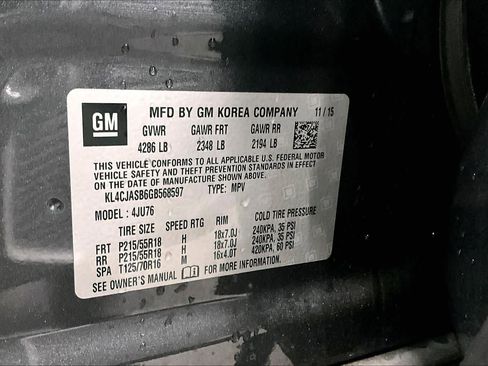 GM
MFD BY GM KOREA COMPANY 11/15
GVWR GAWR FRT GAWR RR
4286 LB 2348 LB 2194 LB
THIS VEHICLE CONFORMS TO ALL APPLICABLE U.S. FEDERAL MOTOR
VEHICLE SAFETY AND THEFT PREVENTION STANDARDS IN EFFECT
ON THE DATE OF MANUFACTURE SHOWN ABOVE.
KL4CJASB6GB568597 TYPE: MPV
MODEL : 4JU76
TIRE SIZE SPEED RTG RIM COLD TIRE PRESSURE
FRT P215/55R18 H 18x7.0J 240KPA, 35 PSI
RR P215/55R18 H 18x7.0J 240KPA, 35 PSI
SPA T125/70R16 M 16x4.0T 420KPA, 60 PSI
SEE OWNER'S MANUAL FOR MORE INFORMATION.